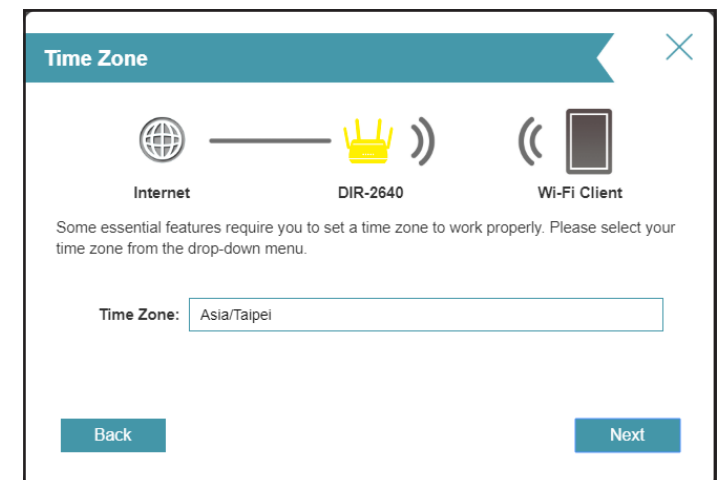 Time Zone
Internet
DIR-2640
Wi-Fi Client
Some essential features require you to set a time zone to work properly. Please select your
time zone from the drop-down menu.
Time Zone: Asia/Taipei
Back
Next